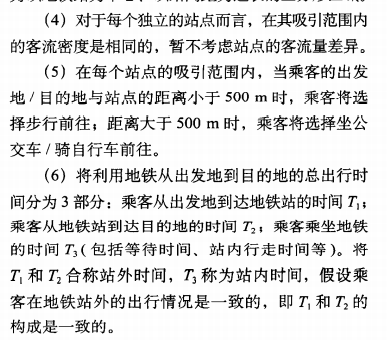 （4）对于每个独立的站点而言，在其吸引范围内
的客流密度是相同的，暂不考虑站点的客流量差异。
（5）在每个站点的吸引范围内，当乘客的出发
地/目的地与站点的距离小于 500 m 时，乘客将选
择步行前往；距离大于 500 m 时，乘客将选择坐公
交车/骑自行车前往。
（6）将利用地铁从出发地到目的地的总出行时
间分为 3 部分：乘客从出发地到达地铁站的时间 T₁；
乘客从地铁站到达目的地的时间 T₂；乘客乘坐地铁
的时间 T₃（包括等待时间、站内行走时间等）。将
T₁ 和 T₂ 合称站外时间，T₃ 称为站内时间，假设乘
客在地铁站外的出行情况是一致的，即 T₁ 和 T₂ 的
构成是一致的。